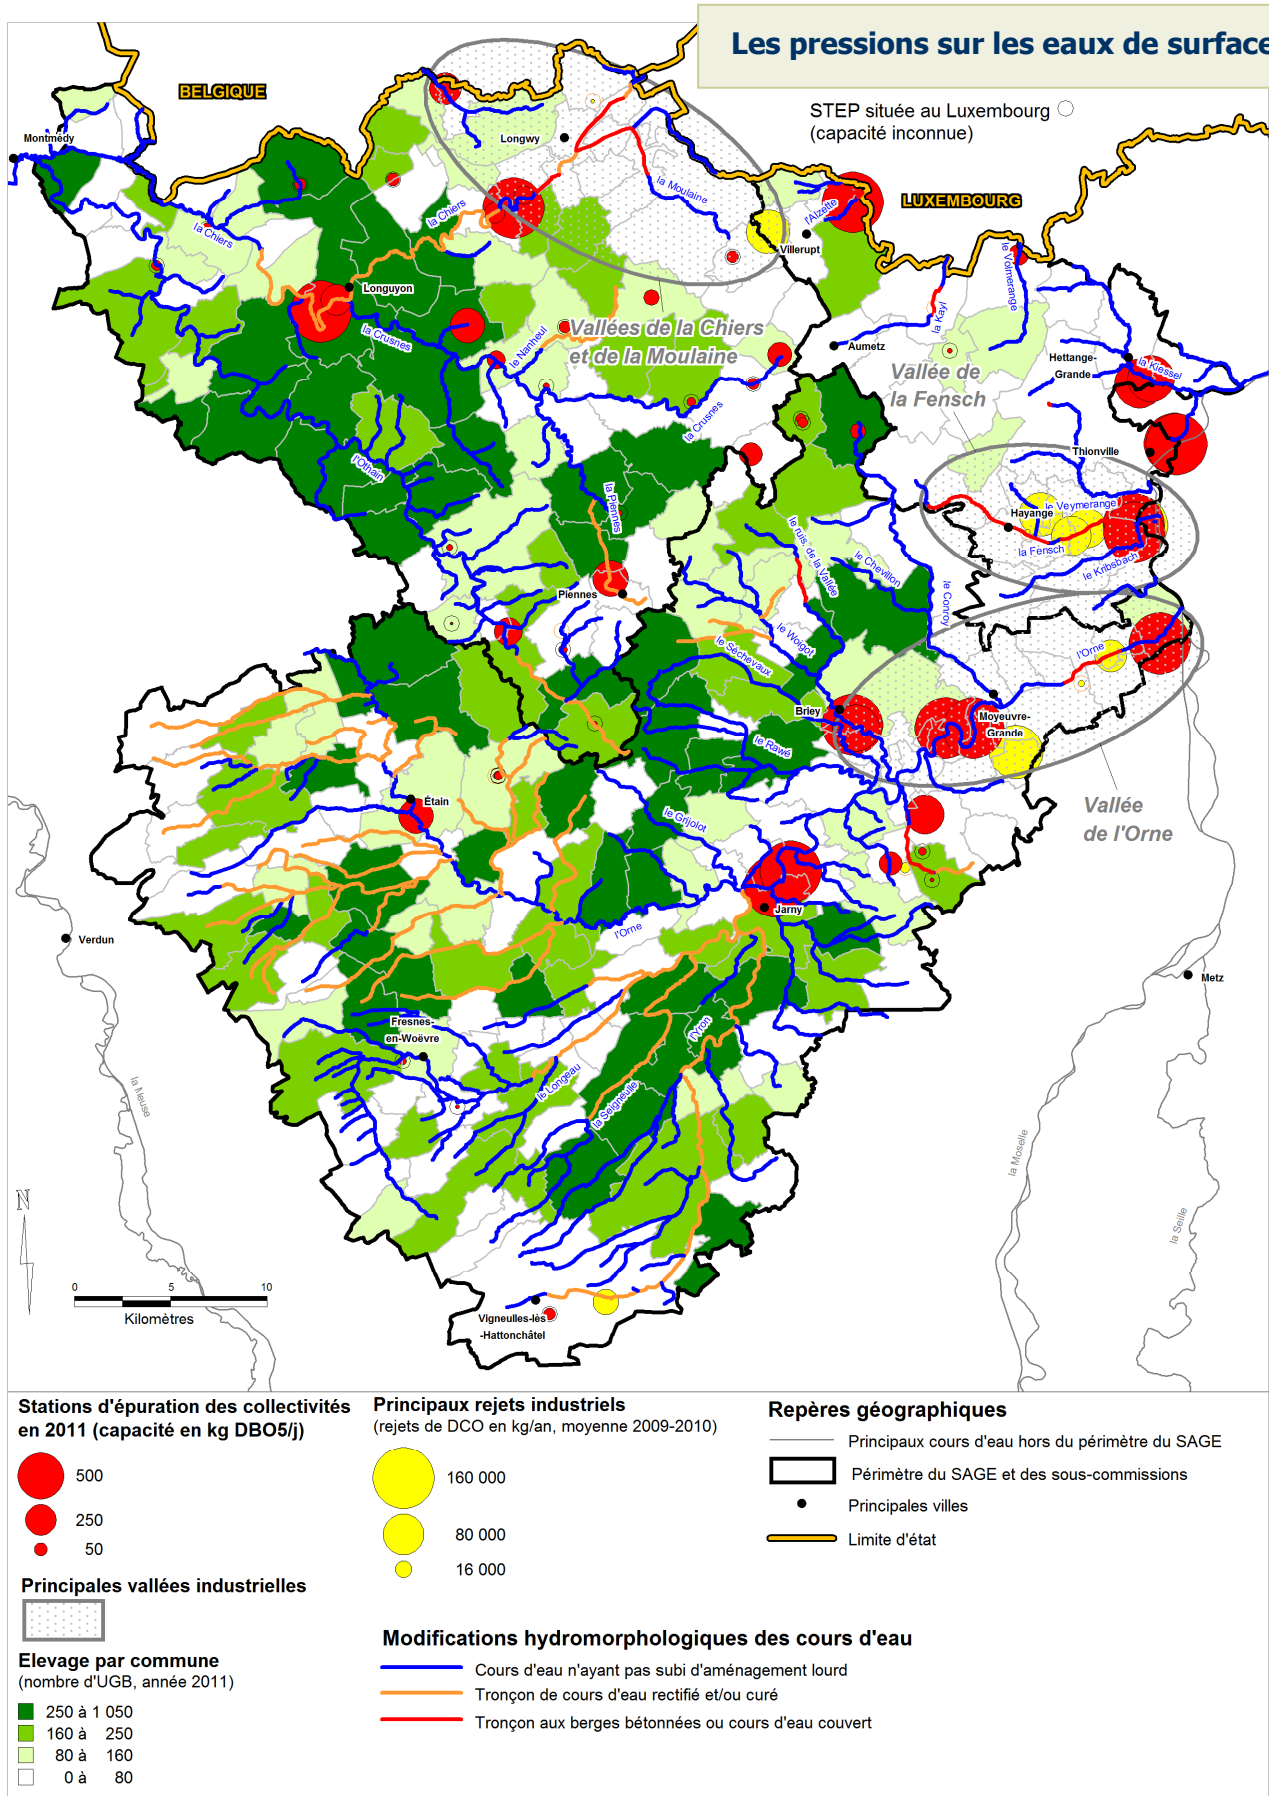 Les pressions sur les eaux de surface
BELGIQUE
STEP située au Luxembourg
(capacité inconnue)
Montmédy
Longwy
la Moulaine
LUXEMBOURG
l'Alzette
la Chiers
la Chiers
Villerupt
le Volmerange
Longuyon
la Kayl
la Crusnes
le Nanheul
Vallées de la Chiers
et de la Moulaine
Aumetz
Hettange-
Grande
la Kiessel
Vallée de
la Fensch
la Crusnes
Thionville
l'Othain
la Piennes
Hayange
le Veymerange
la Fensch
le Kribsbach
le ruis. de la Vallée
le Chevillon
le Conroy
Piennes
le Woigot
le Séchevaux
l'Orne
Briey
Moyeuvre-
Grande
le Rawé
Étain
le Grijolot
Vallée
de l'Orne
Jarny
l'Orne
Verdun
Metz
Fresnes-
en-Woëvre
l'Yron
le Longeau
la Seigneulle
la Meuse
la Moselle
la Seille
N
0 5 10
Kilomètres
Vigneulles-lès
-Hattonchâtel
Stations d'épuration des collectivités
en 2011 (capacité en kg DBO5/j)
500
250
50
Principales vallées industrielles
Elevage par commune
(nombre d'UGB, année 2011)
250 à 1 050
160 à 250
80 à 160
0 à 80
Principaux rejets industriels
(rejets de DCO en kg/an, moyenne 2009-2010)
160 000
80 000
16 000
Modifications hydromorphologiques des cours d'eau
Cours d'eau n'ayant pas subi d'aménagement lourd
Tronçon de cours d'eau rectifié et/ou curé
Tronçon aux berges bétonnées ou cours d'eau couvert
Repères géographiques
Principaux cours d'eau hors du périmètre du SAGE
Périmètre du SAGE et des sous-commissions
Principales villes
Limite d'état